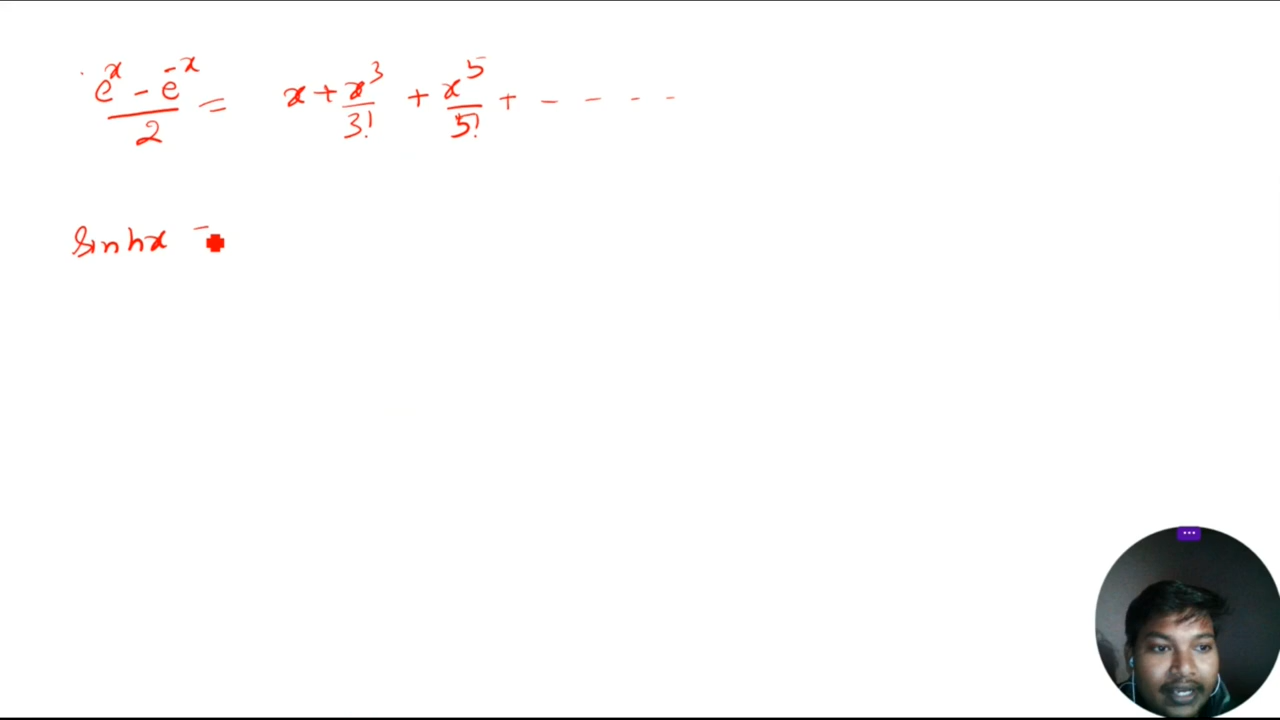 e^x - e^-x / 2 = x + x^3/3! + x^5/5! + - - - -
sinhx =